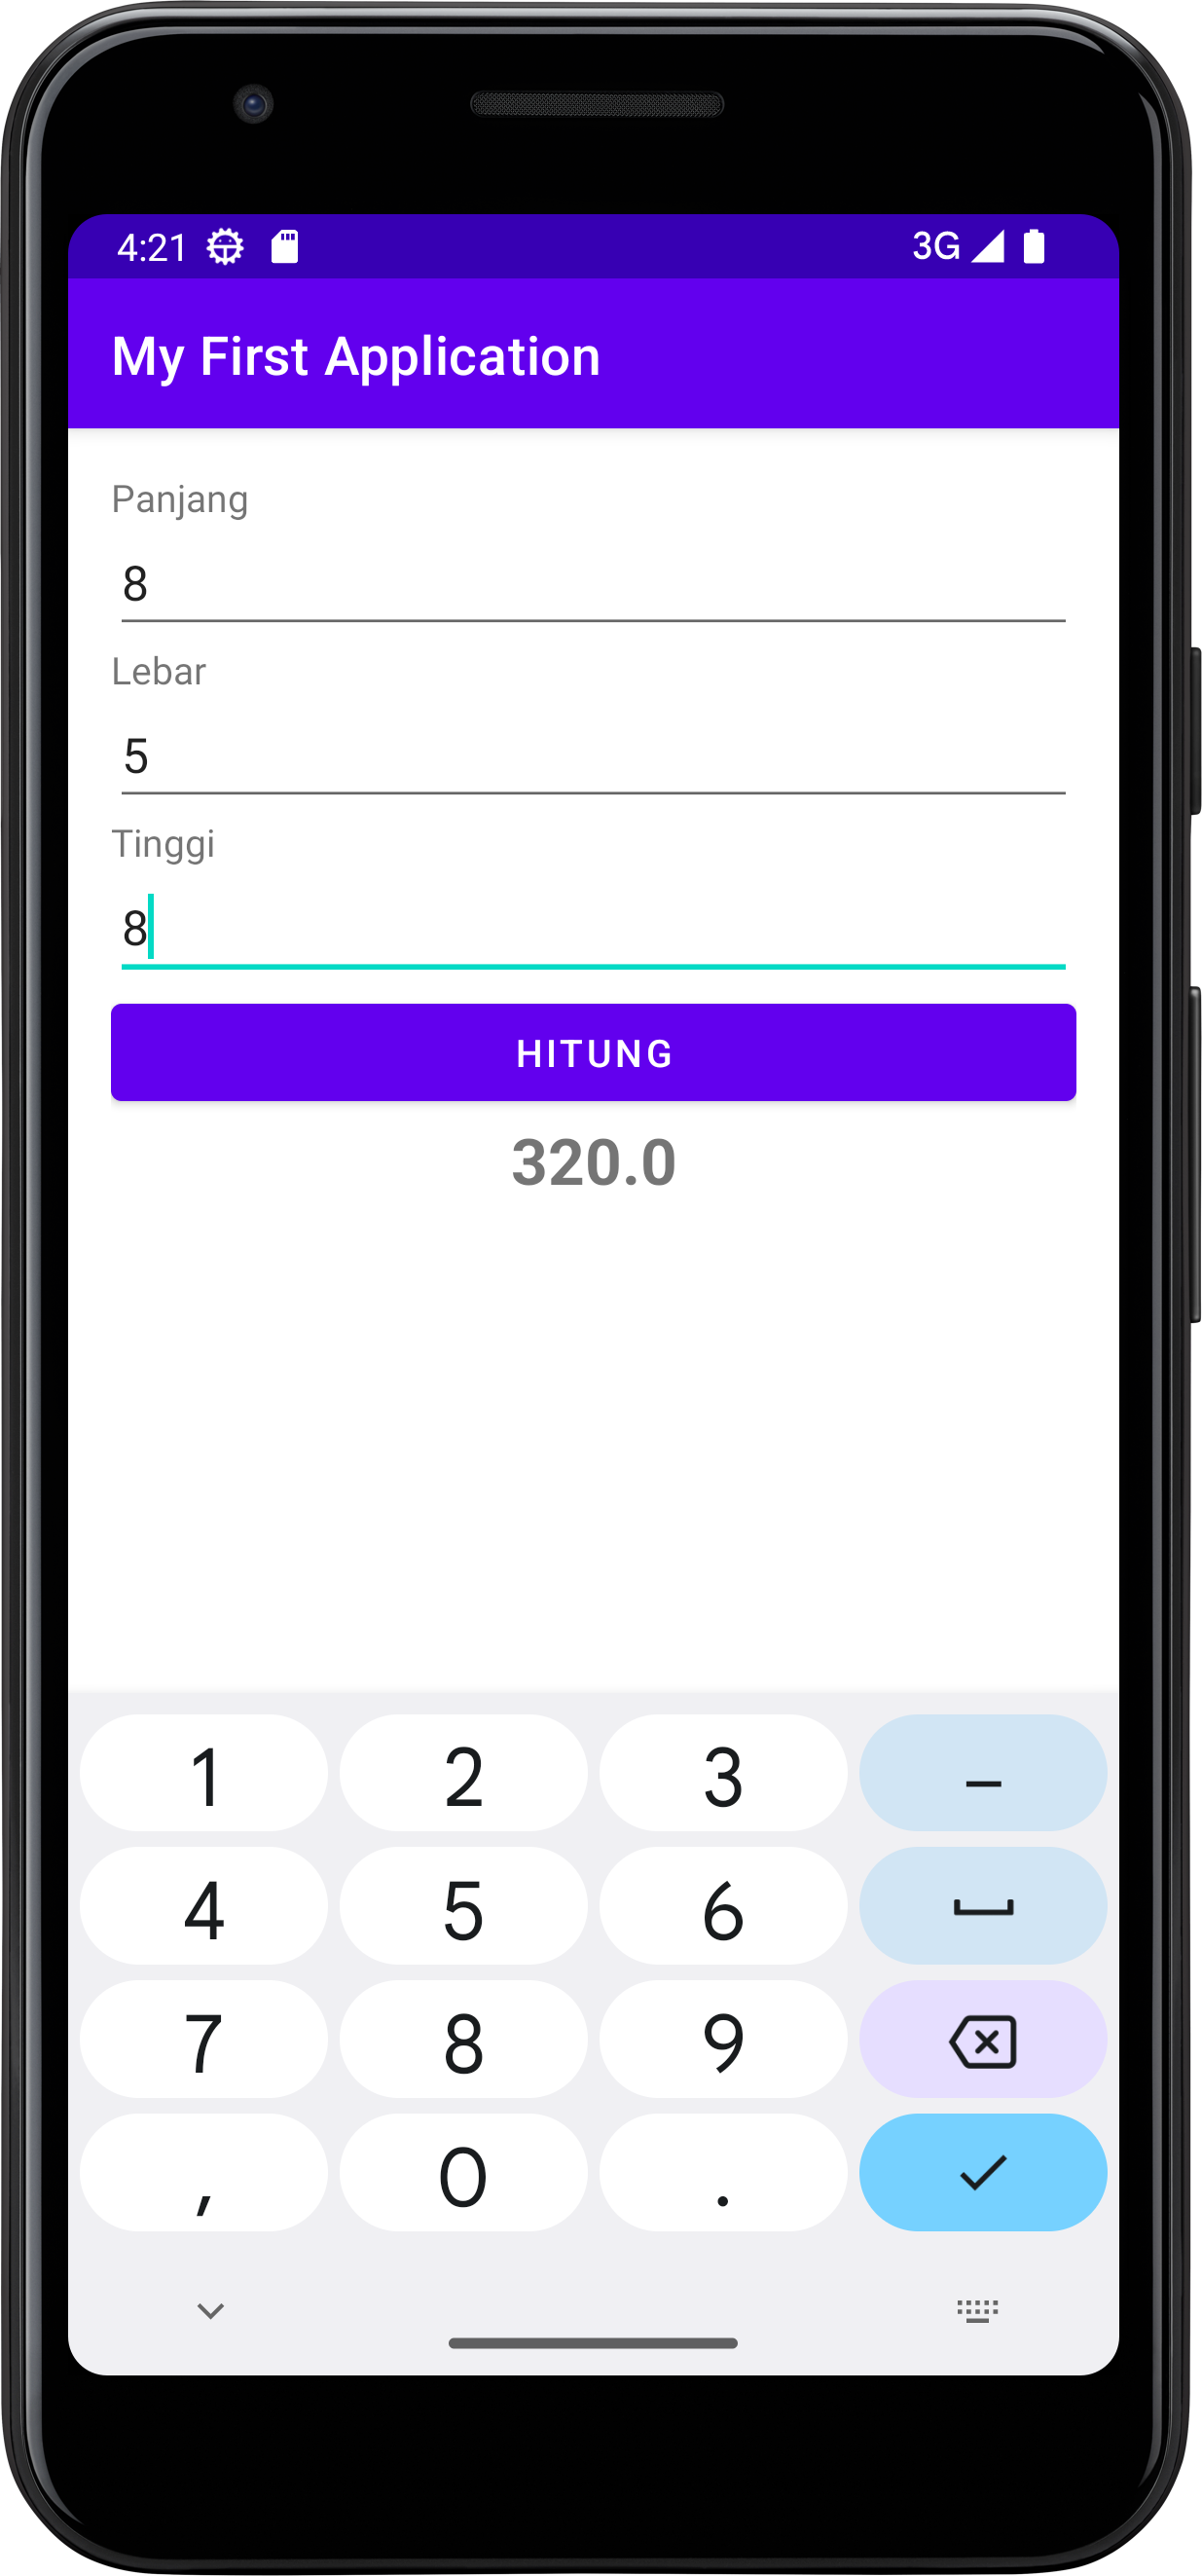 4:21 3G
My First Application
Panjang
8
Lebar
5
Tinggi
8
HITUNG
320.0
1 2 3 –
4 5 6
7 8 9
, 0 .